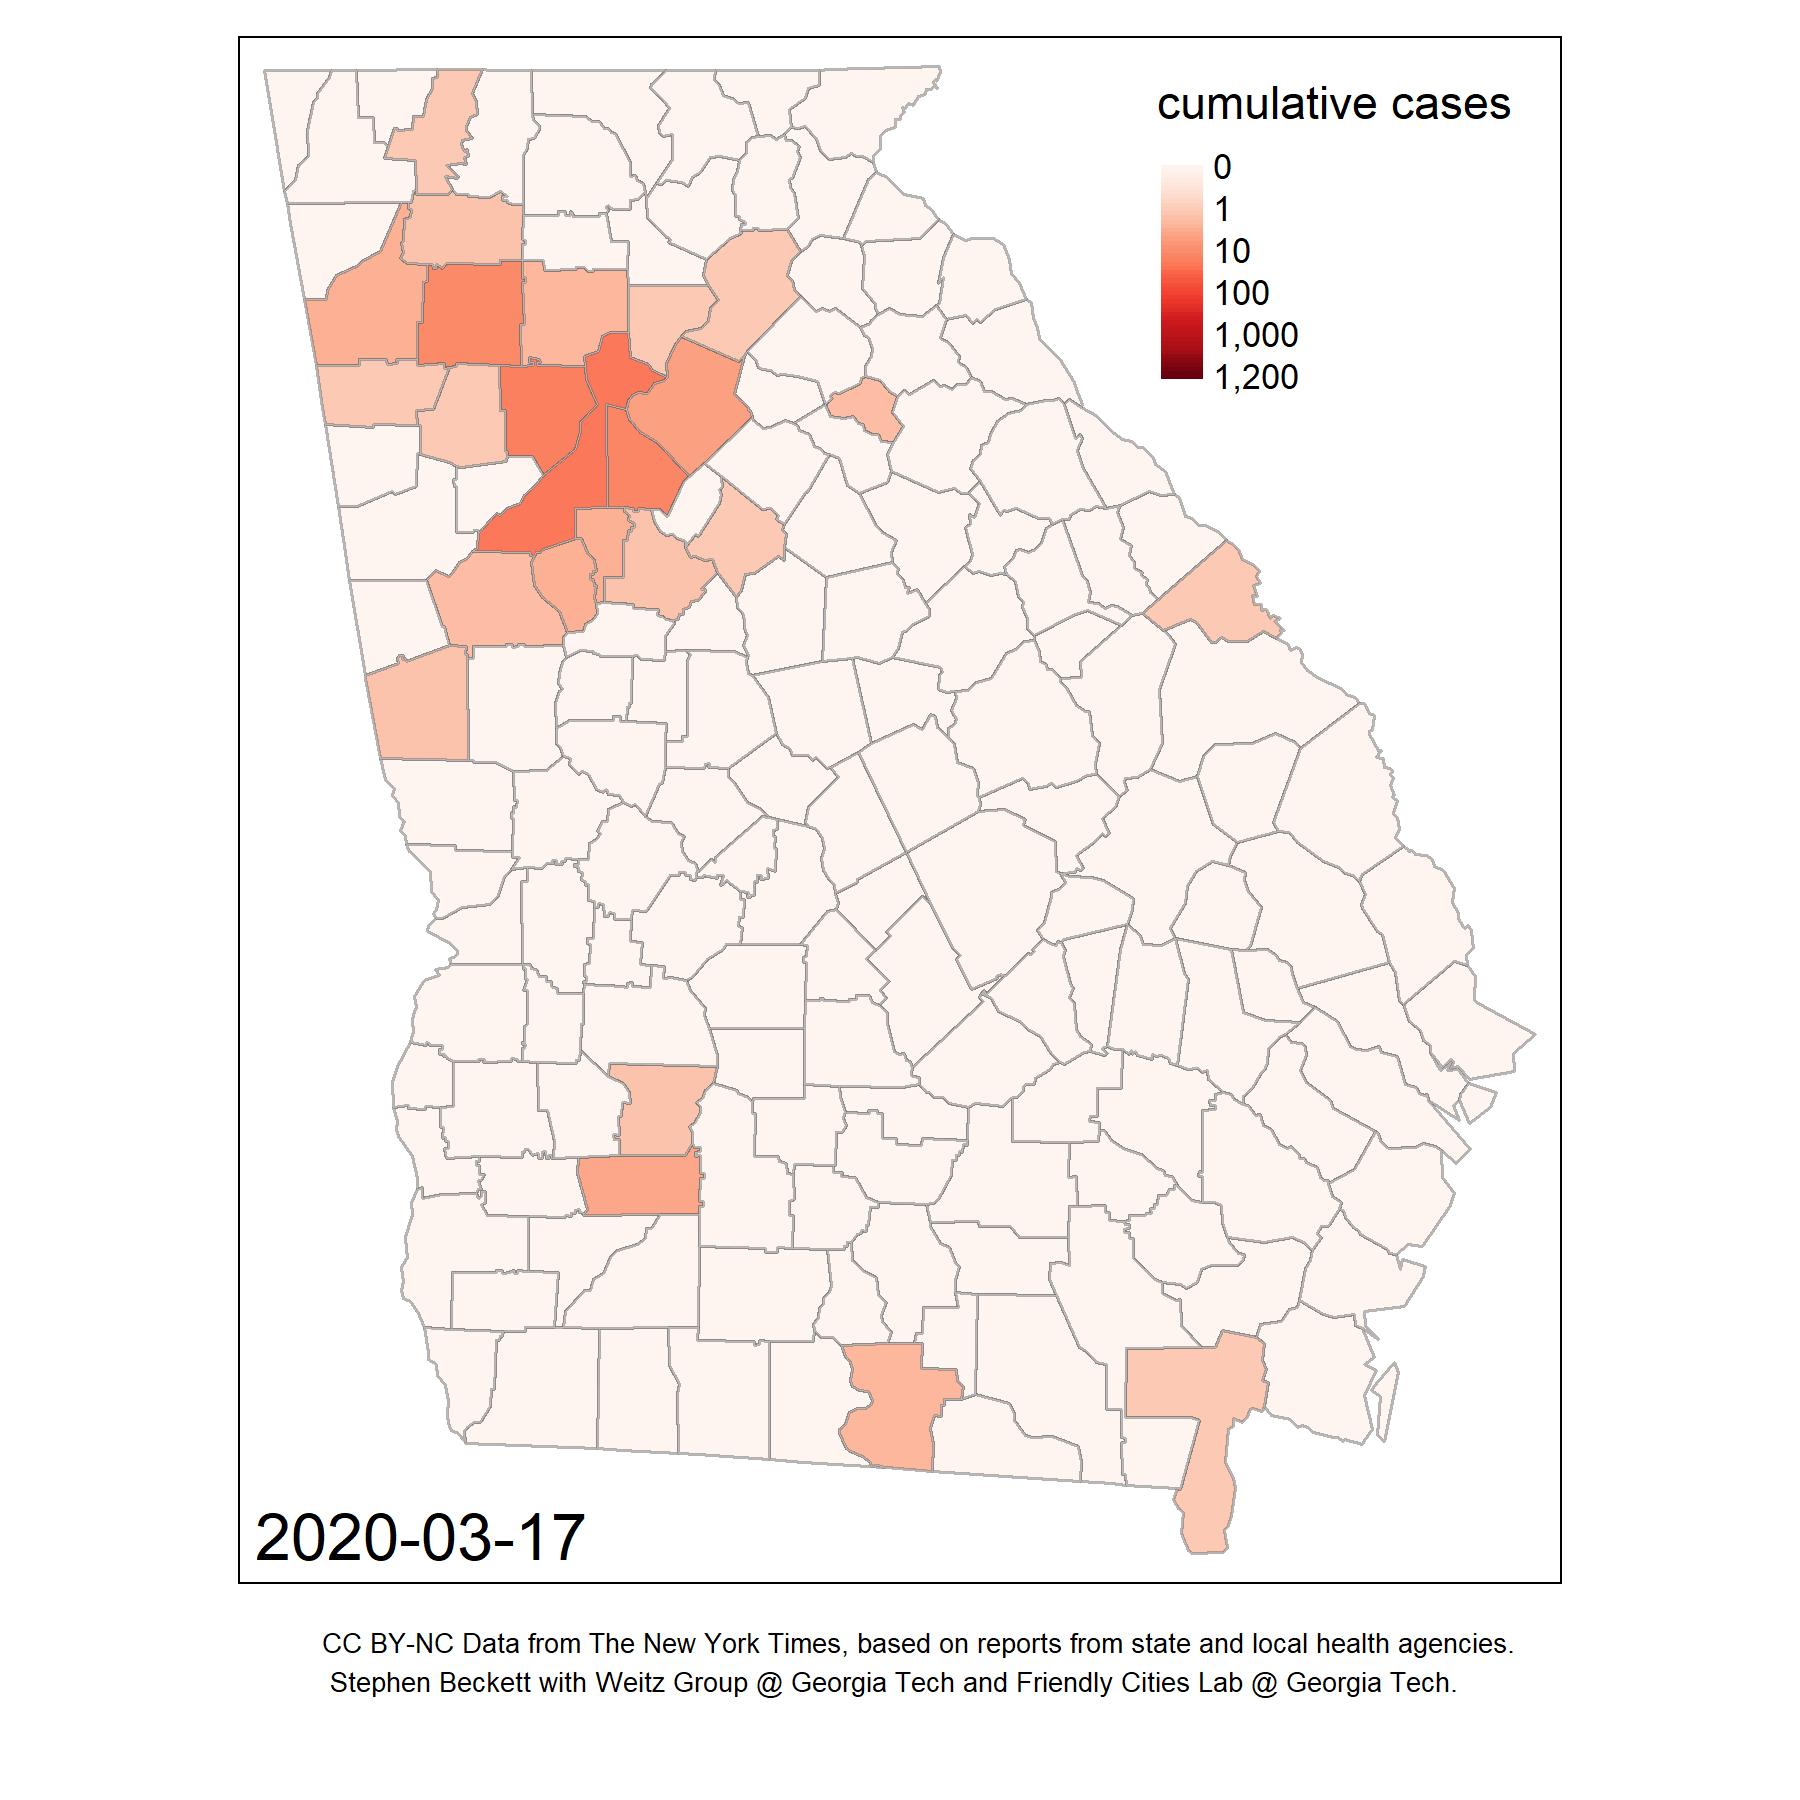 cumulative cases
0
1
10
100
1,000
1,200
2020-03-17
CC BY-NC Data from The New York Times, based on reports from state and local health agencies.
Stephen Beckett with Weitz Group @ Georgia Tech and Friendly Cities Lab @ Georgia Tech.